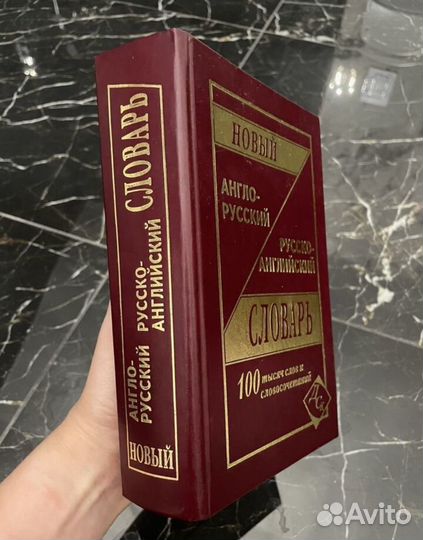 НОВЫЙ
АНГЛО-
РУССКИЙ
РУССКО-
АНГЛИЙСКИЙ
СЛОВАРЬ
100 тысяч слов и
словосочетаний
НОВЫЙ
АНГЛО-
РУССКИЙ
РУССКО-
АНГЛИЙСКИЙ
СЛОВАРЬ
Avito